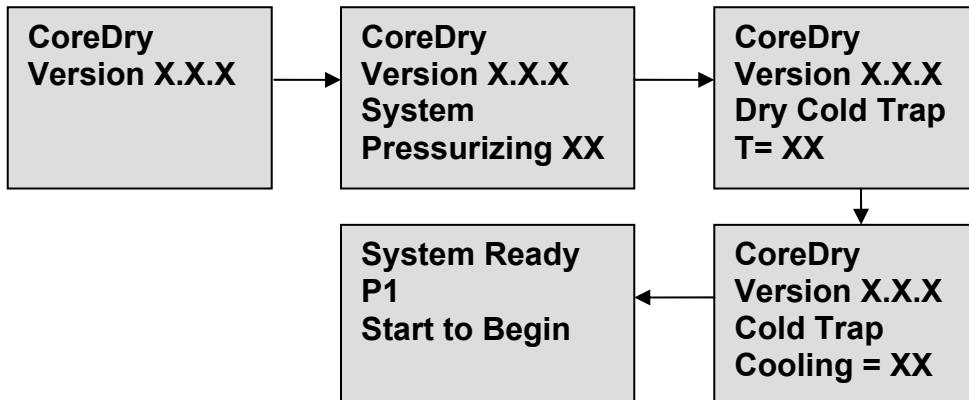 CoreDry
Version X.X.X
CoreDry
Version X.X.X
System
Pressurizing XX
CoreDry
Version X.X.X
Dry Cold Trap
T= XX
CoreDry
Version X.X.X
Cold Trap
Cooling = XX
System Ready
P1
Start to Begin